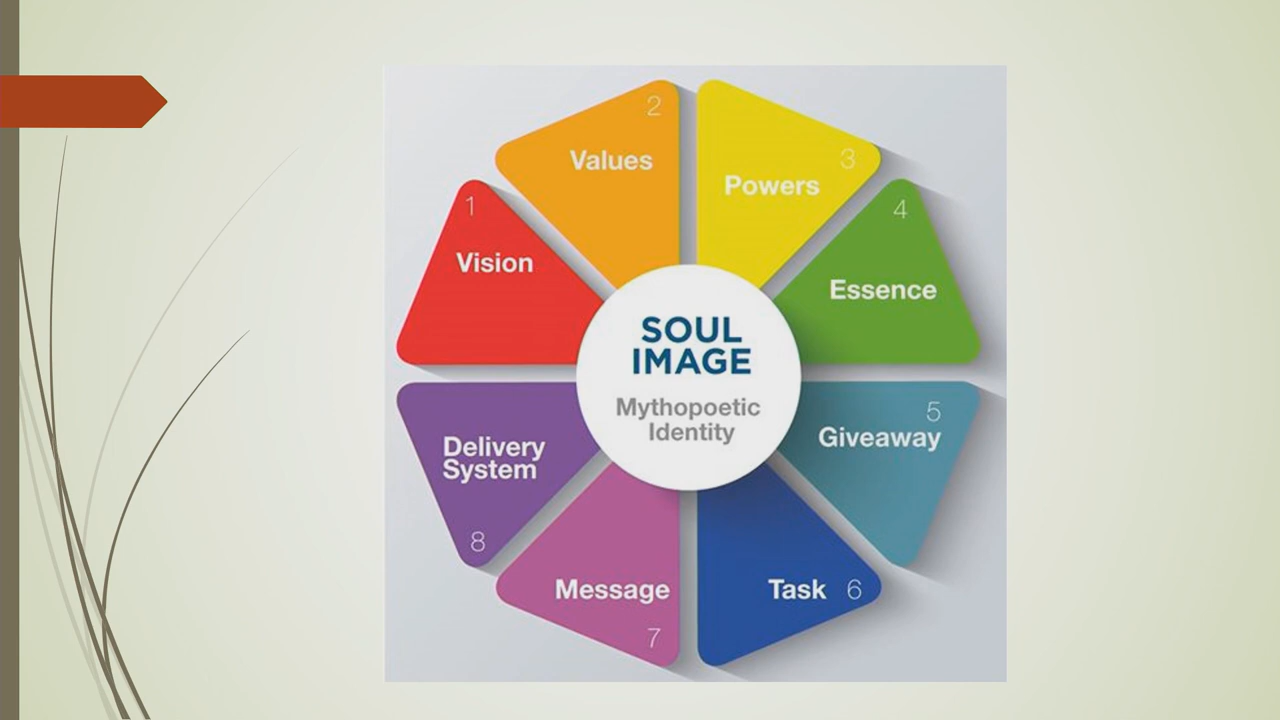 1
Vision
2
Values
3
Powers
4
Essence
5
Giveaway
Task 6
Message
7
Delivery
System
8
SOUL
IMAGE
Mythopoetic
Identity